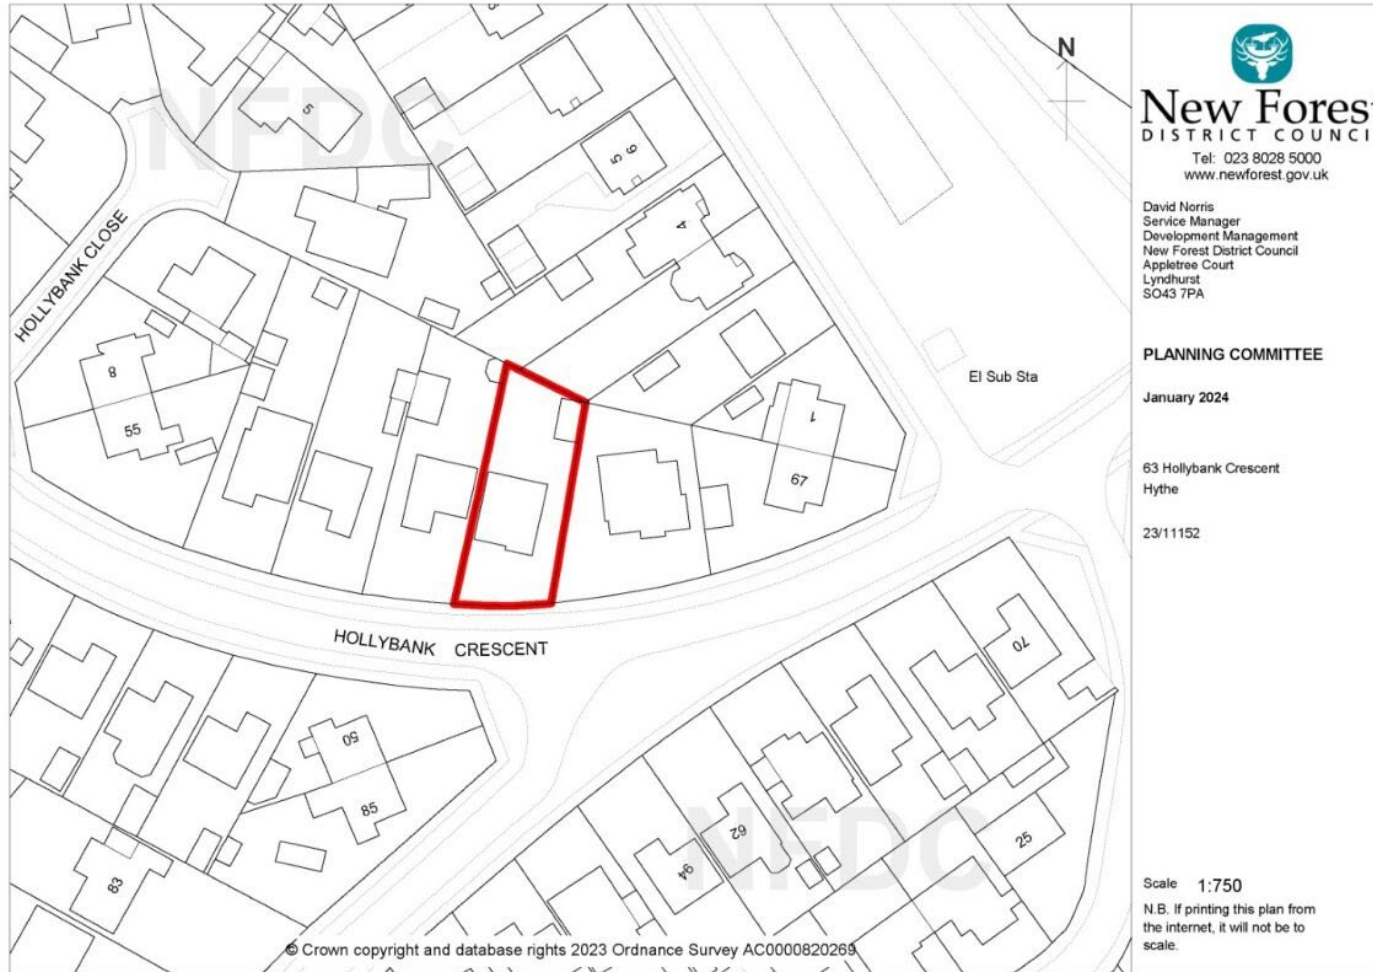 NFDC
3
5
5 6
4
HOLLYBANK CLOSE
8
55
1
67
El Sub Sta
HOLLYBANK CRESCENT
50
85
83
70
62
94
25
NFDC
© Crown copyright and database rights 2023 Ordnance Survey AC0000820269
N
New Forest
DISTRICT COUNCI
Tel: 023 8028 5000
www.newforest.gov.uk
David Norris
Service Manager
Development Management
New Forest District Council
Appletree Court
Lyndhurst
SO43 7PA
PLANNING COMMITTEE
January 2024
63 Hollybank Crescent
Hythe
23/11152
Scale 1:750
N.B. If printing this plan from
the internet, it will not be to
scale.